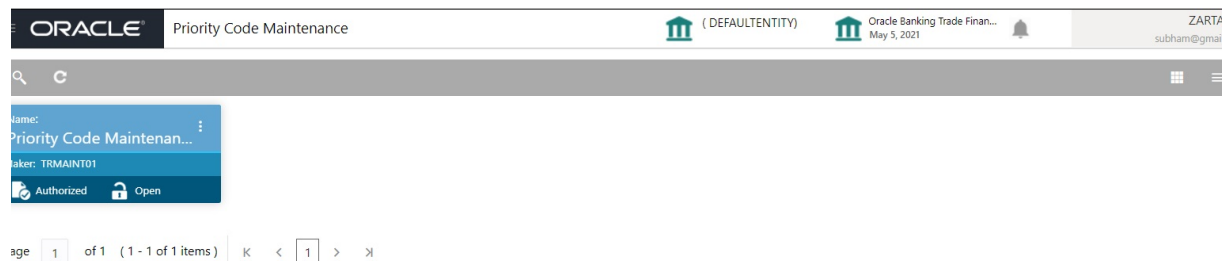 ORACLE® Priority Code Maintenance
( DEFAULTENTITY)
Oracle Banking Trade Finan...
May 5, 2021
ZARTA
subham@gmai
Name:
Priority Code Maintenan...
Maker: TRMAINT01
Authorized Open
age 1 of 1 ( 1 - 1 of 1 items ) K < 1 > >|